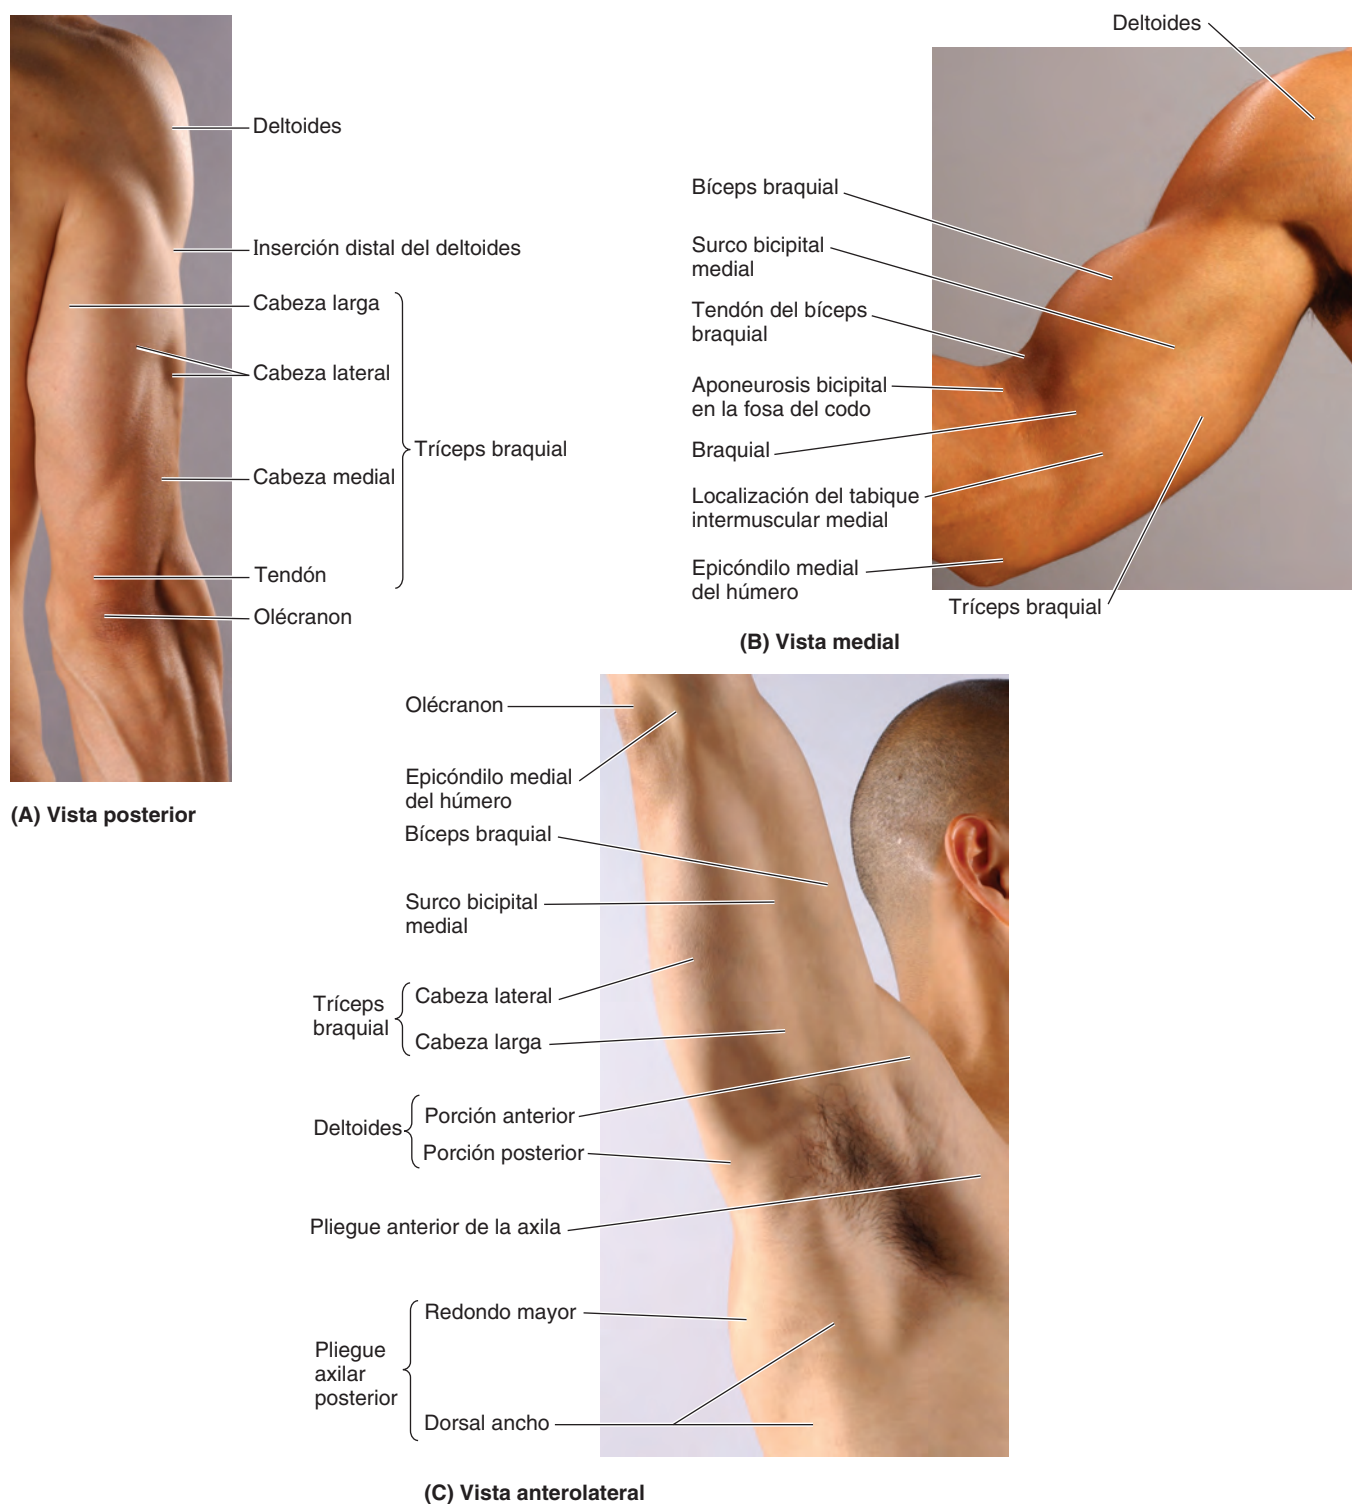 Deltoides
Inserción distal del deltoides
Cabeza larga
Cabeza lateral
Cabeza medial
Tríceps braquial
Tendón
Olécranon
(A) Vista posterior
Deltoides
Bíceps braquial
Surco bicipital
medial
Tendón del bíceps
braquial
Aponeurosis bicipital
en la fosa del codo
Braquial
Localización del tabique
intermuscular medial
Epicóndilo medial
del húmero
Tríceps braquial
(B) Vista medial
Olécranon
Epicóndilo medial
del húmero
Bíceps braquial
Surco bicipital
medial
Tríceps
braquial
Cabeza lateral
Cabeza larga
Deltoides
Porción anterior
Porción posterior
Pliegue anterior de la axila
Pliegue
axilar
posterior
Redondo mayor
Dorsal ancho
(C) Vista anterolateral